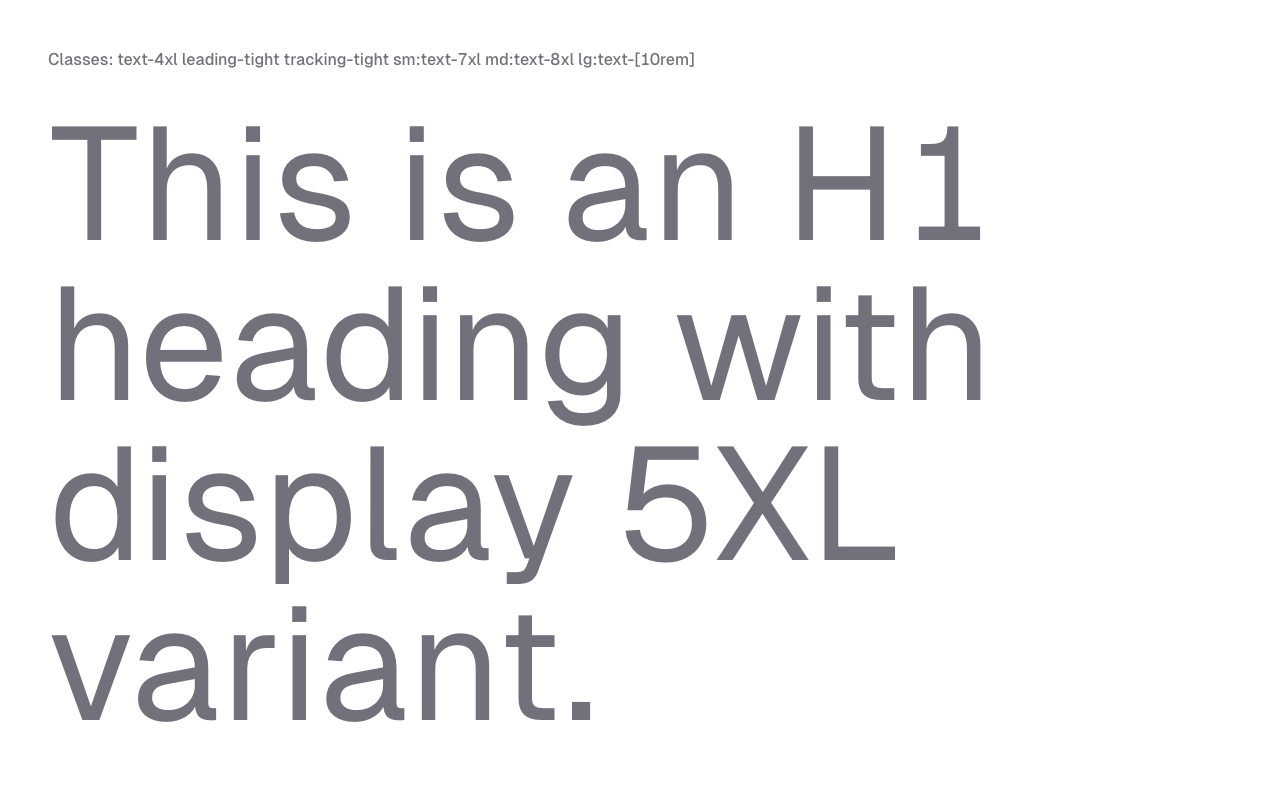 Classes: text-4xl leading-tight tracking-tight sm:text-7xl md:text-8xl lg:text-[10rem]
This is an H1
heading with
display 5XL
variant.